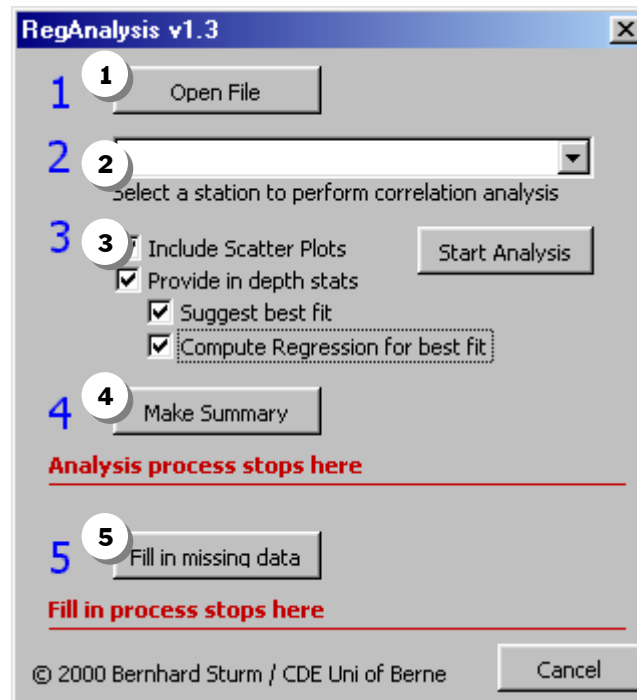 RegAnalysis v1.3
1 1 Open File
2 2
Select a station to perform correlation analysis
3 3 Include Scatter Plots Start Analysis
Provide in depth stats
Suggest best fit
Compute Regression for best fit
4 4 Make Summary
Analysis process stops here
5 5 Fill in missing data
Fill in process stops here
© 2000 Bernhard Sturm / CDE Uni of Berne Cancel